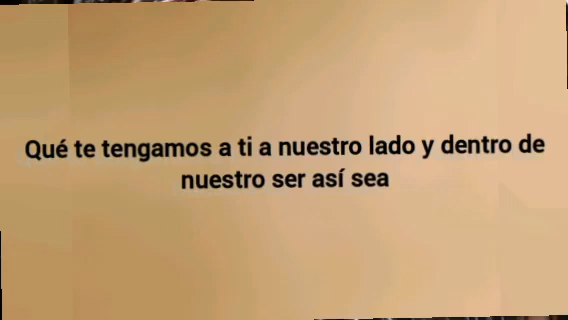 Qué te tengamos a ti a nuestro lado y dentro de
nuestro ser así sea